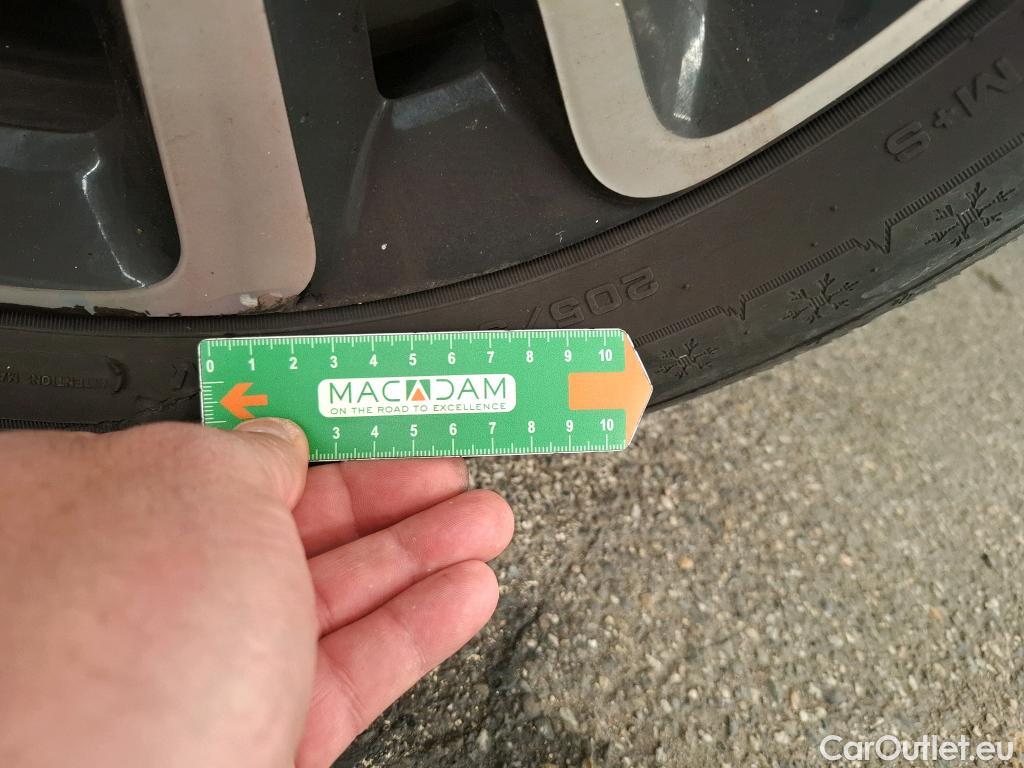 M+S
205/
0 1 2 3 4 5 6 7 8 9 10
MACADAM
ON THE ROAD TO EXCELLENCE
3 4 5 6 7 8 9 10
CarOutlet.eu